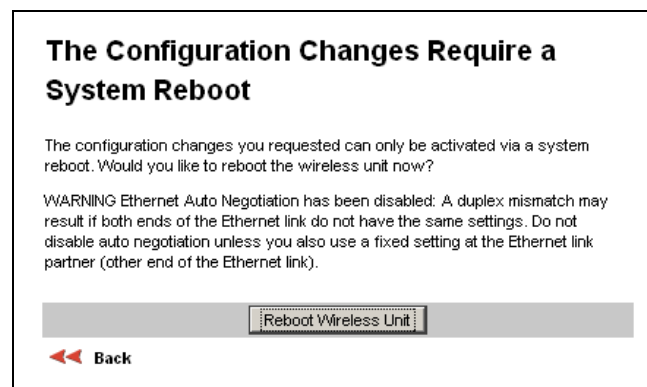 The Configuration Changes Require a
System Reboot
The configuration changes you requested can only be activated via a system
reboot. Would you like to reboot the wireless unit now?
WARNING Ethernet Auto Negotiation has been disabled: A duplex mismatch may
result if both ends of the Ethernet link do not have the same settings. Do not
disable auto negotiation unless you also use a fixed setting at the Ethernet link
partner (other end of the Ethernet link).
Reboot Wireless Unit
Back